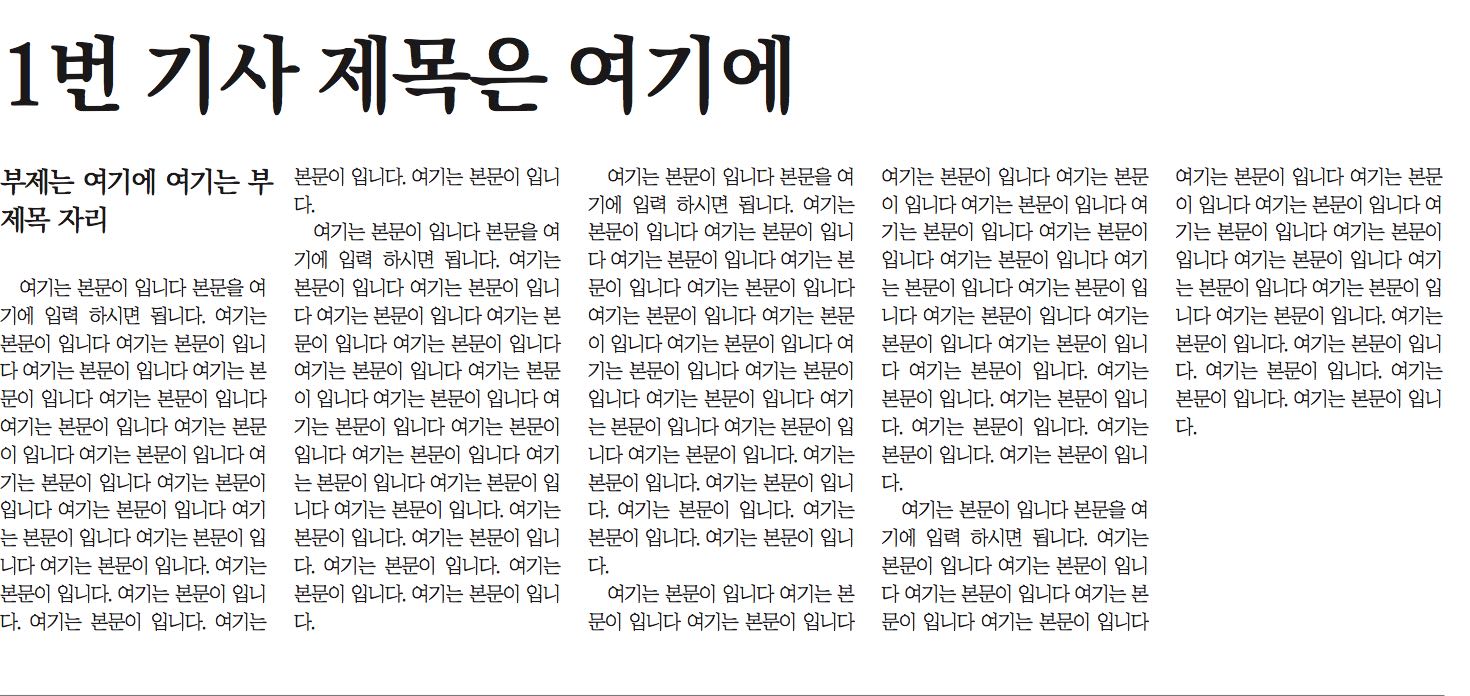 1번 기사 제목은 여기에
부제는 여기에 여기는 부
제목 자리
여기는 본문이 입니다 본문을 여
기에 입력 하시면 됩니다. 여기는
본문이 입니다 여기는 본문이 입니
다 여기는 본문이 입니다 여기는 본
문이 입니다 여기는 본문이 입니다
여기는 본문이 입니다 여기는 본문
이 입니다 여기는 본문이 입니다 여
기는 본문이 입니다 여기는 본문이
입니다 여기는 본문이 입니다 여기
는 본문이 입니다 여기는 본문이 입
니다 여기는 본문이 입니다. 여기는
본문이 입니다. 여기는 본문이 입니
다. 여기는 본문이 입니다. 여기는
본문이 입니다. 여기는 본문이 입니
다.
여기는 본문이 입니다 본문을 여
기에 입력 하시면 됩니다. 여기는
본문이 입니다 여기는 본문이 입니
다 여기는 본문이 입니다 여기는 본
문이 입니다 여기는 본문이 입니다
여기는 본문이 입니다 여기는 본문
이 입니다 여기는 본문이 입니다 여
기는 본문이 입니다 여기는 본문이
입니다 여기는 본문이 입니다 여기
는 본문이 입니다 여기는 본문이 입
니다 여기는 본문이 입니다. 여기는
본문이 입니다. 여기는 본문이 입니
다. 여기는 본문이 입니다. 여기는
본문이 입니다. 여기는 본문이 입니
다.
여기는 본문이 입니다 본문을 여
기에 입력 하시면 됩니다. 여기는
본문이 입니다 여기는 본문이 입니
다 여기는 본문이 입니다 여기는 본
문이 입니다 여기는 본문이 입니다
여기는 본문이 입니다 여기는 본문
이 입니다 여기는 본문이 입니다 여
기는 본문이 입니다 여기는 본문이
입니다 여기는 본문이 입니다 여기
는 본문이 입니다 여기는 본문이 입
니다 여기는 본문이 입니다. 여기는
본문이 입니다. 여기는 본문이 입니
다. 여기는 본문이 입니다. 여기는
본문이 입니다. 여기는 본문이 입니
다.
여기는 본문이 입니다 여기는 본
문이 입니다 여기는 본문이 입니다
여기는 본문이 입니다 여기는 본문
이 입니다 여기는 본문이 입니다 여
기는 본문이 입니다 여기는 본문이
입니다 여기는 본문이 입니다 여기
는 본문이 입니다 여기는 본문이 입
니다 여기는 본문이 입니다 여기는
본문이 입니다 여기는 본문이 입니
다 여기는 본문이 입니다. 여기는
본문이 입니다. 여기는 본문이 입니
다. 여기는 본문이 입니다. 여기는
본문이 입니다. 여기는 본문이 입니
다.
여기는 본문이 입니다 본문을 여
기에 입력 하시면 됩니다. 여기는
본문이 입니다 여기는 본문이 입니
다 여기는 본문이 입니다 여기는 본
문이 입니다 여기는 본문이 입니다
여기는 본문이 입니다 여기는 본문
이 입니다 여기는 본문이 입니다 여
기는 본문이 입니다 여기는 본문이
입니다 여기는 본문이 입니다 여기
는 본문이 입니다 여기는 본문이 입
니다 여기는 본문이 입니다. 여기는
본문이 입니다. 여기는 본문이 입니
다. 여기는 본문이 입니다. 여기는
본문이 입니다. 여기는 본문이 입니
다.